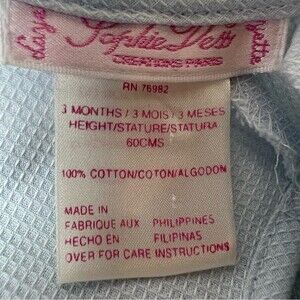 Sophie Dess
CREATIONS PARIS
RN 76982
3 MONTHS / 3 MOIS / 3 MESES
HEIGHT/STATURE/STATURA
60CMS
100% COTTON/COTON/ALGODON
MADE IN
FABRIQUE AUX PHILIPPINES
HECHO EN FILIPINAS
OVER FOR CARE INSTRUCTIONS